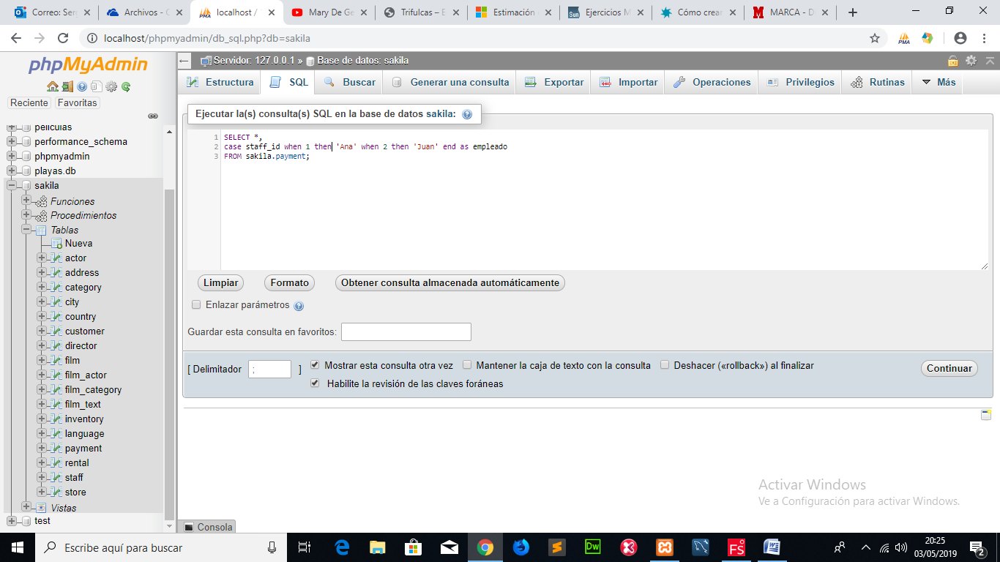 Correo: Ser
Archivos - C
localhost /
Mary De Ge
Trifulcas – E
Estimación
Ejercicios M
Cómo crear
MARCA - D
localhost/phpmyadmin/db_sql.php?db=sakila
PMA
phpMyAdmin
Reciente
Favoritas
peliculas
performance_schema
phpmyadmin
playas.db
sakila
Funciones
Procedimientos
Tablas
Nueva
actor
address
category
city
country
customer
director
film
film_actor
film_category
film_text
inventory
language
payment
rental
staff
store
Vistas
test
Servidor: 127.0.0.1 » Base de datos: sakila
Estructura
SQL
Buscar
Generar una consulta
Exportar
Importar
Operaciones
Privilegios
Rutinas
Más
Ejecutar la(s) consulta(s) SQL en la base de datos sakila:
1 SELECT *,
2 case staff_id when 1 then 'Ana' when 2 then 'Juan' end as empleado
3 FROM sakila.payment;
Limpiar
Formato
Obtener consulta almacenada automáticamente
Enlazar parámetros
Guardar esta consulta en favoritos:
[ Delimitador ; ]
Mostrar esta consulta otra vez
Mantener la caja de texto con la consulta
Deshacer («rollback») al finalizar
Habilite la revisión de las claves foráneas
Continuar
Activar Windows
Ve a Configuración para activar Windows.
Consola
Escribe aquí para buscar
Dw
FS
20:25
03/05/2019
2